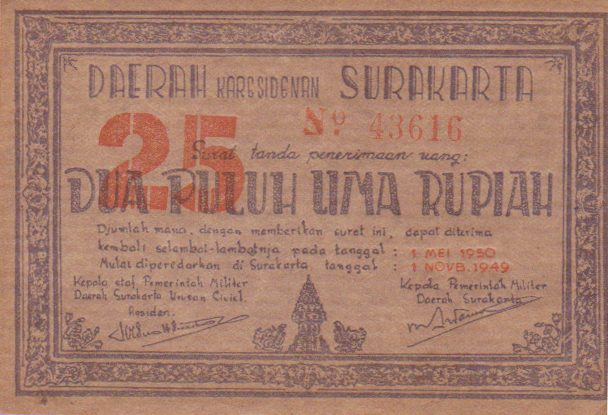 DAERAH KARESIDENAN SURAKARTA
25
No 43616
Surat tanda penerimaan uang:
DUA PULUH LIMA RUPIAH
Djumlah mana, dengan memberikan surat ini, dapat diterima
kembali selambat-lambatnja pada tanggal : 1 MEI 1950
Mulai diperedarkan di Surakarta tanggal : 1 NOVB. 1949
Kepala staf Pemerintah Militer
Daerah Surakarta Urusan Civiel.
Residen:
Kepala Pemerintah Militer
Daerah Surakarta